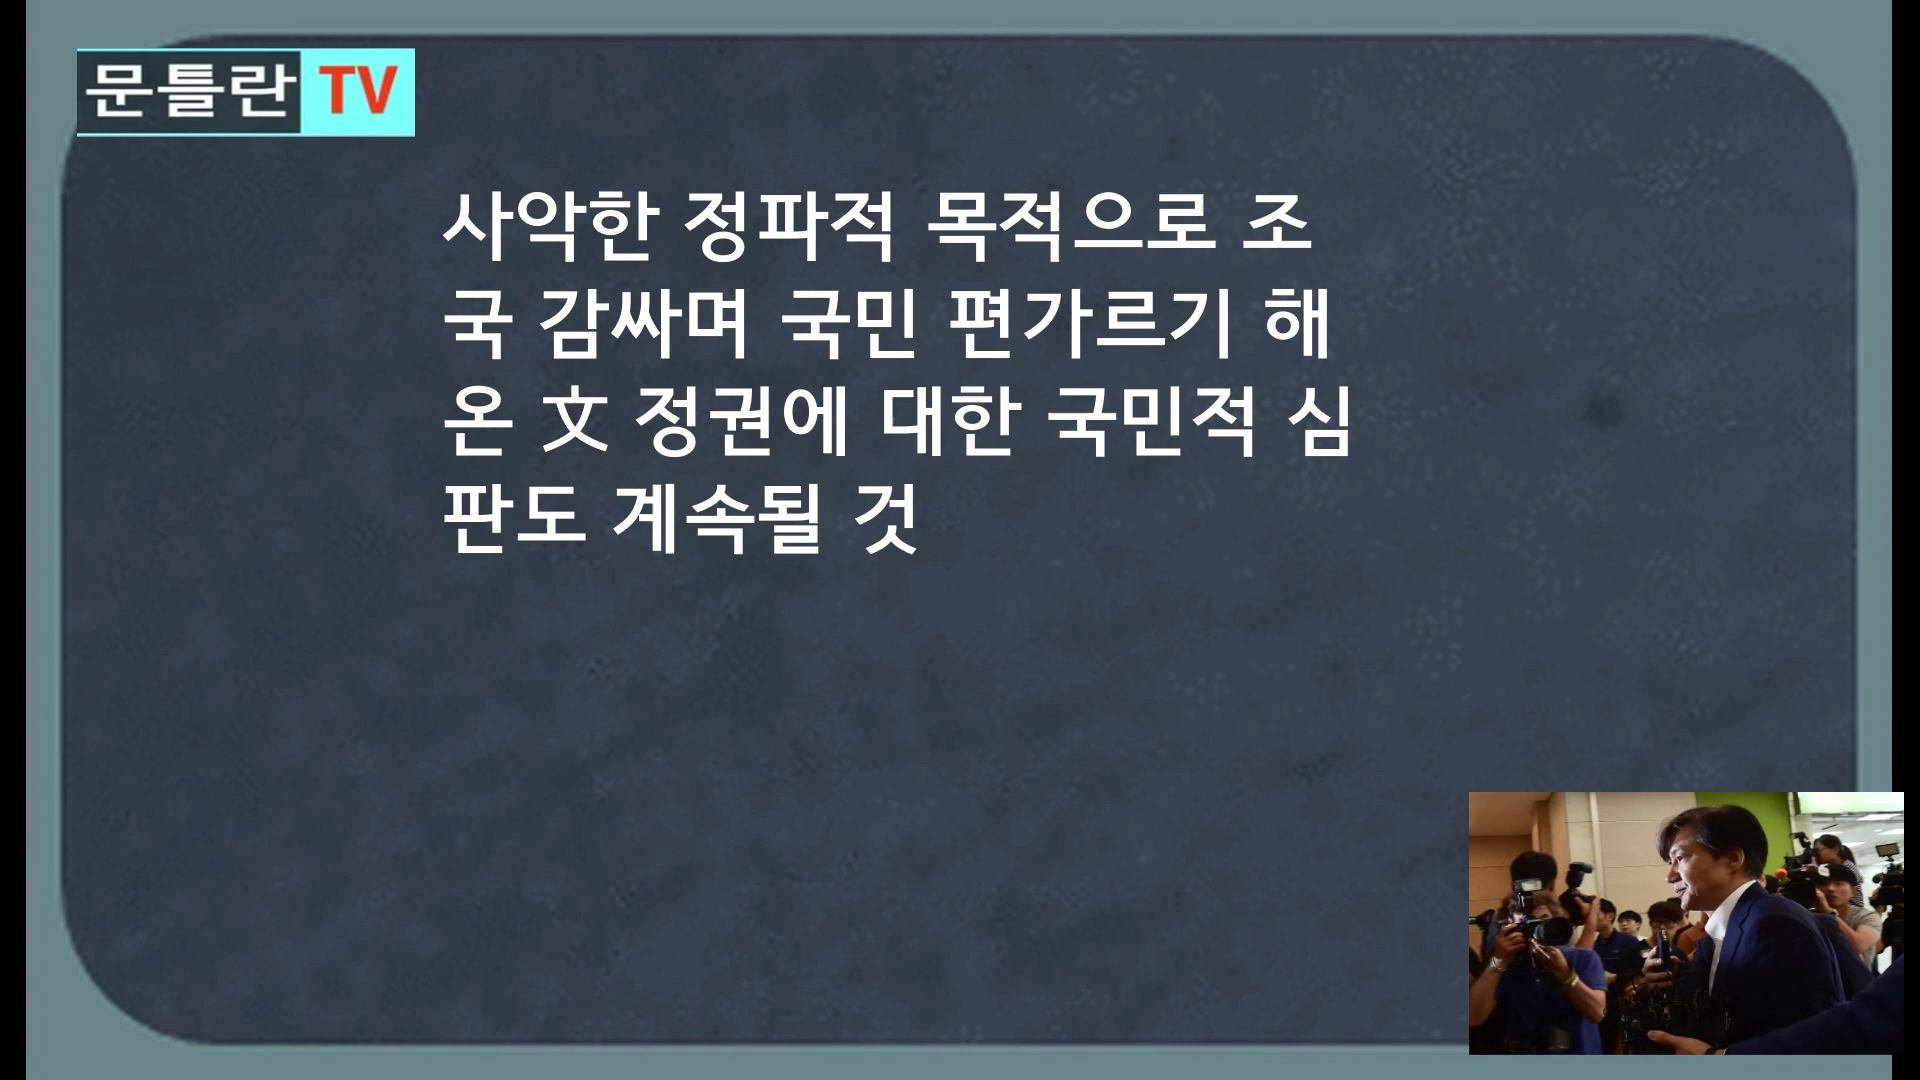 문틀란 TV
사악한 정파적 목적으로 조
국 감싸며 국민 편가르기 해
온 文 정권에 대한 국민적 심
판도 계속될 것